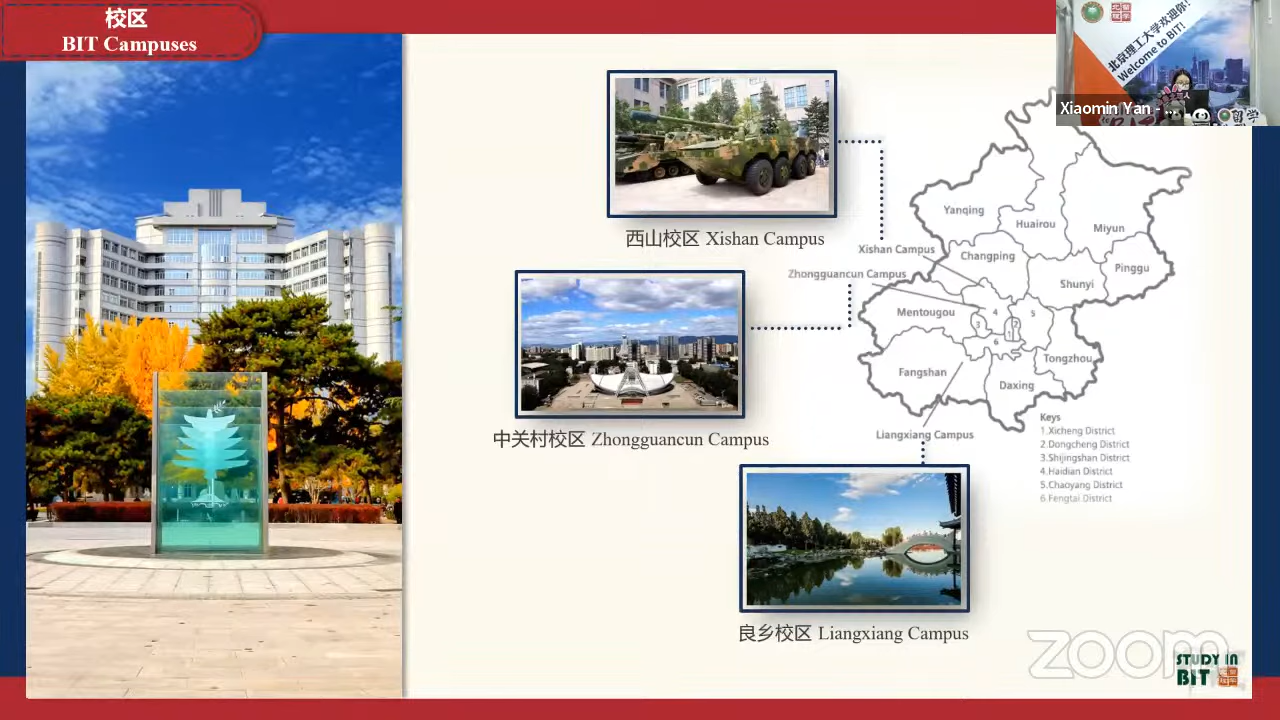 校区
BIT Campuses
北京理工大学欢迎你!
Welcome to BIT!
Xiaomin Yan - ...
西山校区 Xishan Campus
中关村校区 Zhongguancun Campus
良乡校区 Liangxiang Campus
Yanqing
Huairou
Miyun
Xishan Campus
Changping
Pinggu
Zhongguancun Campus
Shunyi
Mentougou
4
5
3
2
1
6
Tongzhou
Fangshan
Daxing
Liangxiang Campus
Keys
1.Xicheng District
2.Dongcheng District
3.Shijingshan District
4.Haidian District
5.Chaoyang District
6.Fengtai District
zoom
STUDY IN
BIT